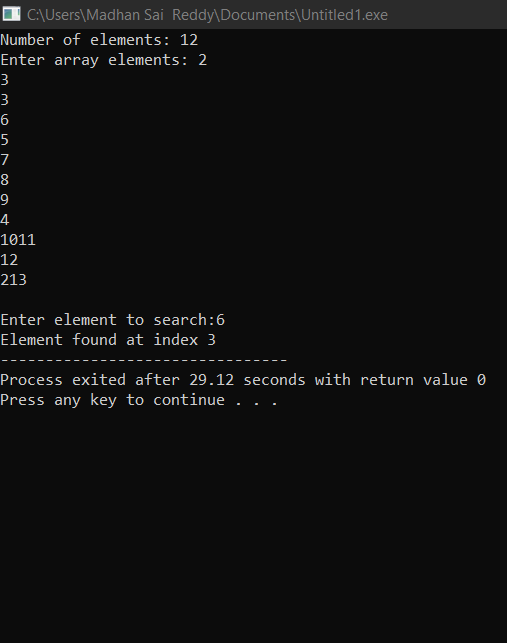 C:\Users\Madhan Sai  Reddy\Documents\Untitled1.exe
Number of elements: 12
Enter array elements: 2
3
3
6
5
7
8
9
4
1011
12
213

Enter element to search:6
Element found at index 3
--------------------------------
Process exited after 29.12 seconds with return value 0
Press any key to continue . . .